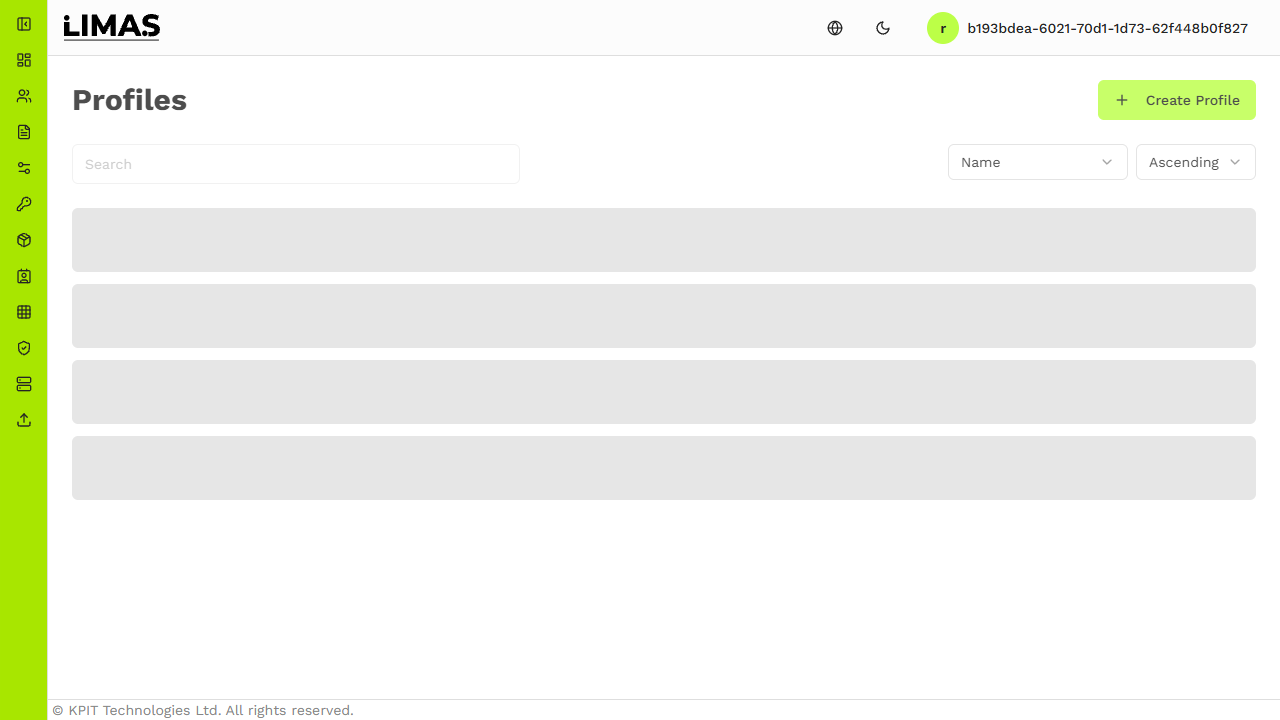 LIMAS
r
b193bdea-6021-70d1-1d73-62f448b0f827
Profiles
Create Profile
Search
Name
Ascending
© KPIT Technologies Ltd. All rights reserved.